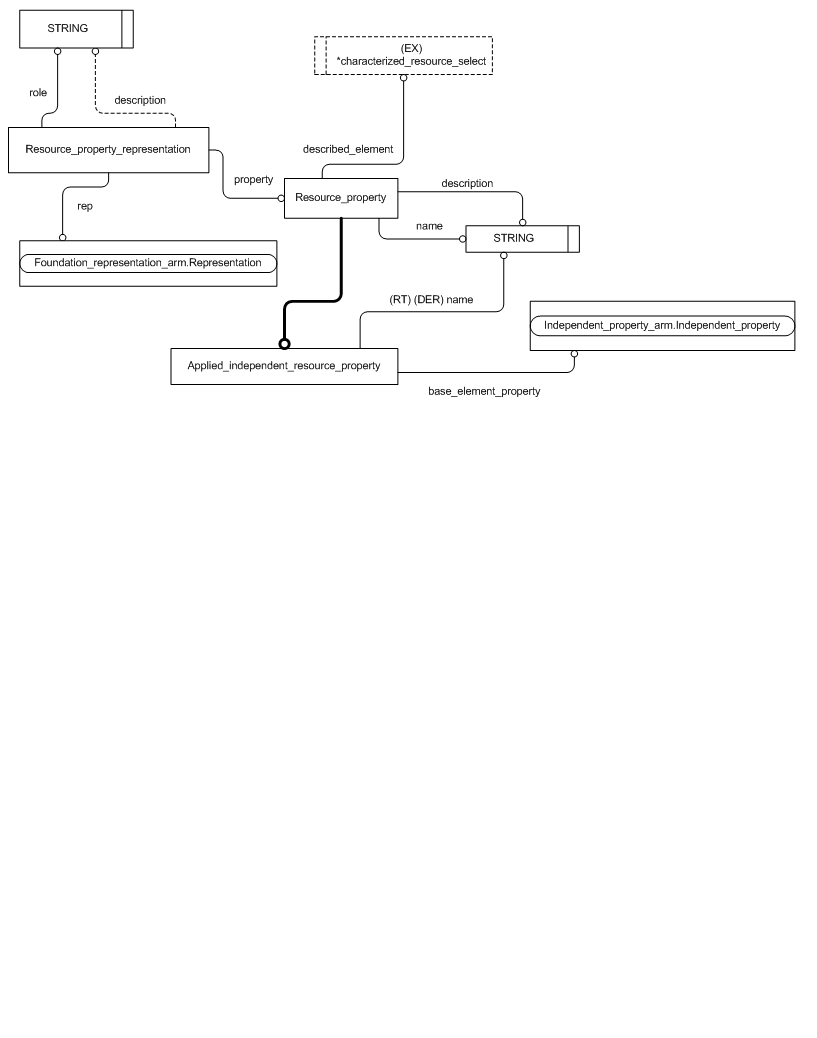 STRING
(EX)
*characterized_resource_select
role
description
Resource_property_representation
described_element
property
description
Resource_property
rep
name
STRING
Foundation_representation_arm.Representation
(RT) (DER) name
Independent_property_arm.Independent_property
Applied_independent_resource_property
base_element_property